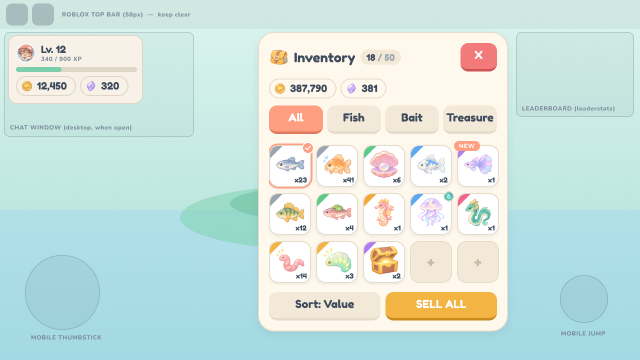 ROBLOX TOP BAR (58px) — keep clear
Lv. 12
340 / 900 XP
12,450
320
CHAT WINDOW (desktop, when open)
Inventory
18 / 50
X
387,790
381
All
Fish
Bait
Treasure
x23
x41
x6
x2
NEW
x1
x12
x4
x1
x1
x1
x14
x3
x2
+
+
Sort: Value
SELL ALL
LEADERBOARD (leaderstats)
MOBILE THUMBSTICK
MOBILE JUMP